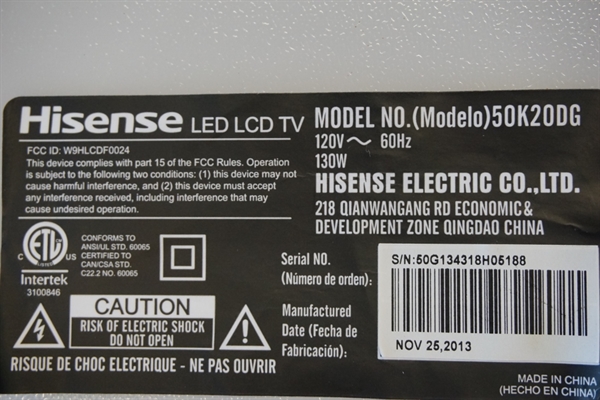 Hisense LED LCD TV
FCC ID: W9HLCDF0024
This device complies with part 15 of the FCC Rules. Operation
is subject to the following two conditions: (1) this device may not
cause harmful interference, and (2) this device must accept
any interference received, including interference that may
cause undesired operation.
MODEL NO.(Modelo)50K20DG
120V～ 60Hz
130W
HISENSE ELECTRIC CO.,LTD.
218 QIANWANGANG RD ECONOMIC &
DEVELOPMENT ZONE QINGDAO CHINA
C ETL US
LISTED
Intertek
3100846
CONFORMS TO
ANSI/UL STD. 60065
CERTIFIED TO
CAN/CSA STD.
C22.2 NO. 60065
Serial NO.
(Número de orden):
S/N:50G134318H05188
Manufactured
Date (Fecha de
Fabricación):
NOV 25,2013
CAUTION
RISK OF ELECTRIC SHOCK
DO NOT OPEN
RISQUE DE CHOC ELECTRIQUE - NE PAS OUVRIR
MADE IN CHINA
(HECHO EN CHINA)